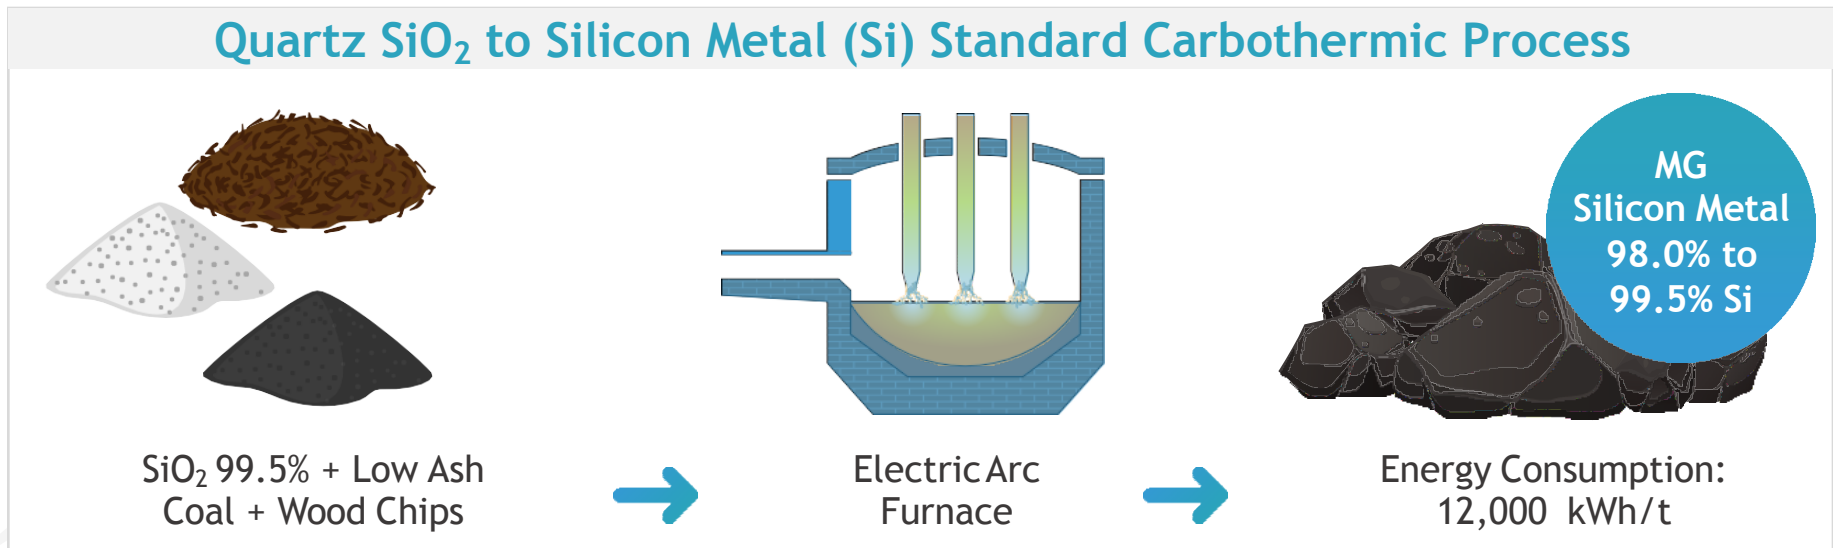 Quartz SiO₂ to Silicon Metal (Si) Standard Carbothermic Process
MG
Silicon Metal
98.0% to
99.5% Si
SiO₂ 99.5% + Low Ash
Coal + Wood Chips
Electric Arc
Furnace
Energy Consumption:
12,000 kWh/t